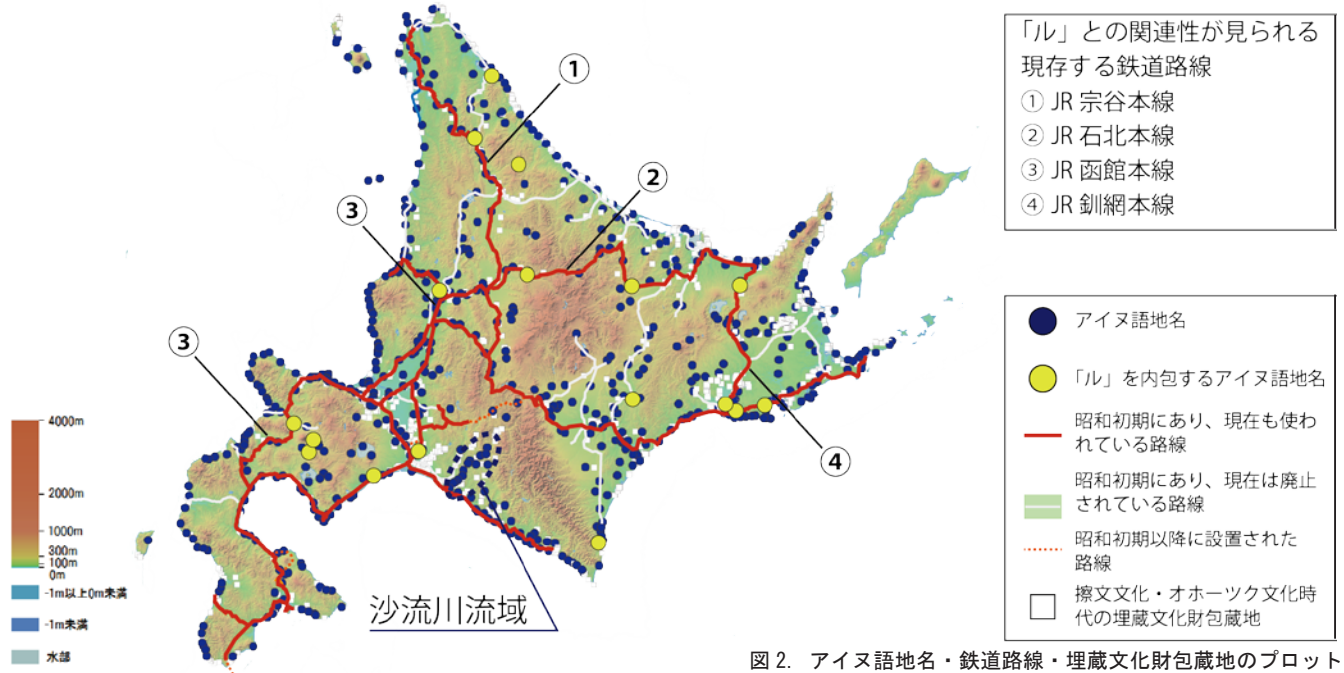 ①
②
③
③
④
沙流川流域
4000m
2000m
1000m
300m
100m
0m
-1m以上0m未満
-1m未満
水部
「ル」との関連性が見られる
現存する鉄道路線
① JR 宗谷本線
② JR 石北本線
③ JR 函館本線
④ JR 釧網本線
アイヌ語地名
「ル」を内包するアイヌ語地名
昭和初期にあり、現在も使わ
れている路線
昭和初期にあり、現在は廃止
されている路線
昭和初期以降に設置された
路線
擦文文化・オホーツク文化時
代の埋蔵文化財包蔵地
図 2. アイヌ語地名・鉄道路線・埋蔵文化財包蔵地のプロット